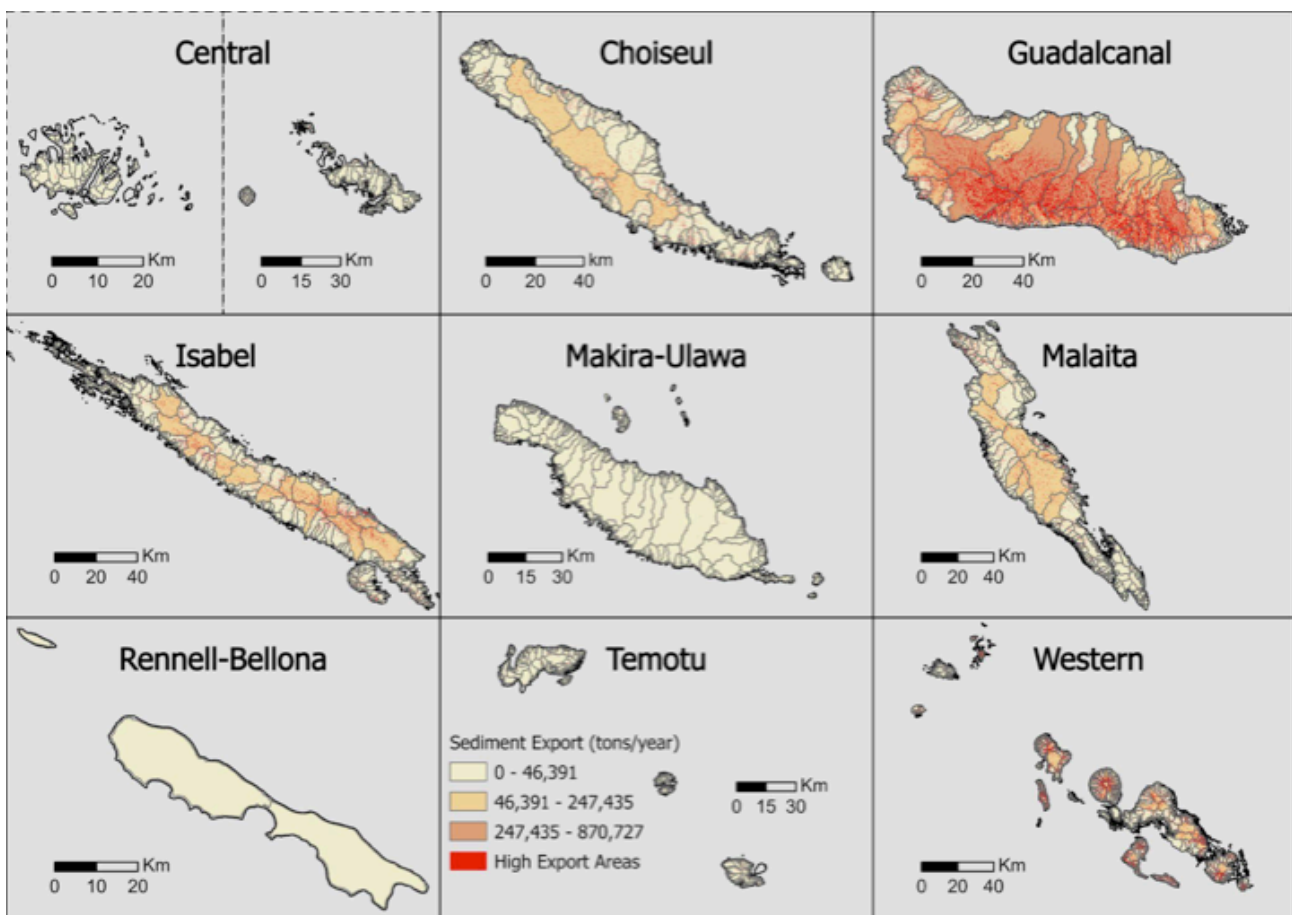 Central
Km
0 10 20
Km
0 15 30
Choiseul
km
0 20 40
Guadalcanal
Km
0 20 40
Isabel
Km
0 20 40
Makira-Ulawa
Km
0 15 30
Malaita
Km
0 20 40
Rennell-Bellona
Km
0 10 20
Temotu
Sediment Export (tons/year)
0 - 46,391
46,391 - 247,435
247,435 - 870,727
High Export Areas
Km
0 15 30
Western
Km
0 20 40